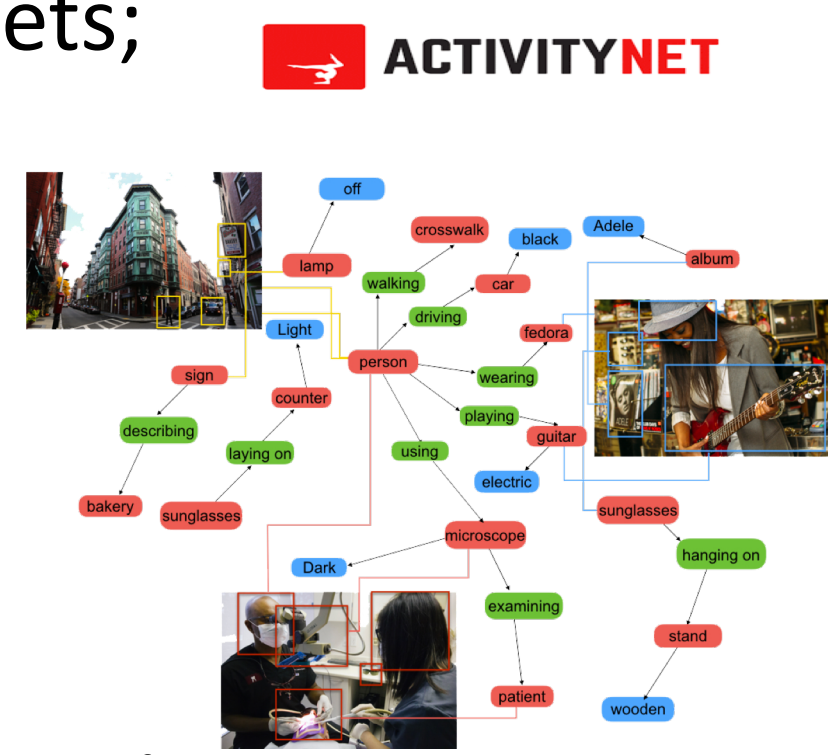 ets;
ACTIVITYNET
off
crosswalk
black
Adele
lamp
album
walking
car
driving
Light
fedora
person
sign
wearing
counter
playing
describing
guitar
using
laying on
electric
bakery
sunglasses
sunglasses
microscope
hanging on
Dark
examining
stand
patient
wooden
ADELE